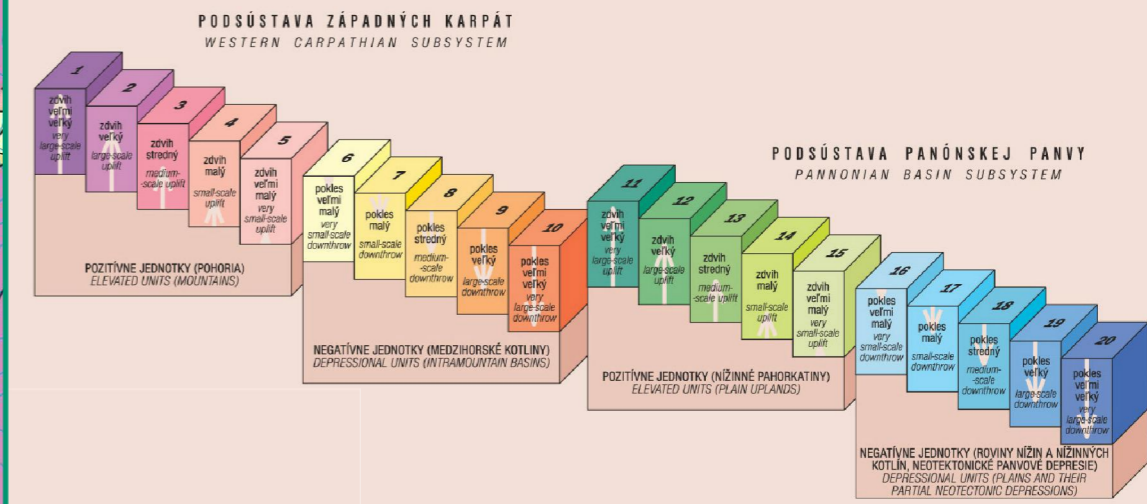 PODSÚSTAVA ZÁPADNÝCH KARPÁT
WESTERN CARPATHIAN SUBSYSTEM
1
zdvih
veľmi
veľký
very
large-scale
uplift
2
zdvih
veľký
large-scale
uplift
3
zdvih
stredný
medium-
-scale uplift
4
zdvih
malý
small-scale
uplift
5
zdvih
veľmi
malý
very
small-scale
uplift
POZITÍVNE JEDNOTKY (POHORIA)
ELEVATED UNITS (MOUNTAINS)
6
pokles
veľmi
malý
very
small-scale
downthrow
7
pokles
malý
small-scale
downthrow
8
pokles
stredný
medium-
-scale
downthrow
9
pokles
veľký
large-scale
downthrow
10
pokles
veľmi
veľký
very
large-scale
downthrow
NEGATÍVNE JEDNOTKY (MEDZIHORSKÉ KOTLINY)
DEPRESSIONAL UNITS (INTRAMOUNTAIN BASINS)
PODSÚSTAVA PANÓNSKEJ PANVY
PANNONIAN BASIN SUBSYSTEM
11
zdvih
veľmi
veľký
very
large-scale
uplift
12
zdvih
veľký
large-scale
uplift
13
zdvih
stredný
medium-
-scale uplift
14
zdvih
malý
small-scale
uplift
15
zdvih
veľmi
malý
very
small-scale
uplift
POZITÍVNE JEDNOTKY (NÍŽINNÉ PAHORKATINY)
ELEVATED UNITS (PLAIN UPLANDS)
16
pokles
veľmi
malý
very
small-scale
downthrow
17
pokles
malý
small-scale
downthrow
18
pokles
stredný
medium-
-scale
downthrow
19
pokles
veľký
large-scale
downthrow
20
pokles
veľmi
veľký
very
large-scale
downthrow
NEGATÍVNE JEDNOTKY (ROVINY NÍŽIN A NÍŽINNÝCH
KOTLÍN, NEOTEKTONICKÉ PANVOVÉ DEPRESIE)
DEPRESSIONAL UNITS (PLAINS AND THEIR
PARTIAL NEOTECTONIC DEPRESSIONS)